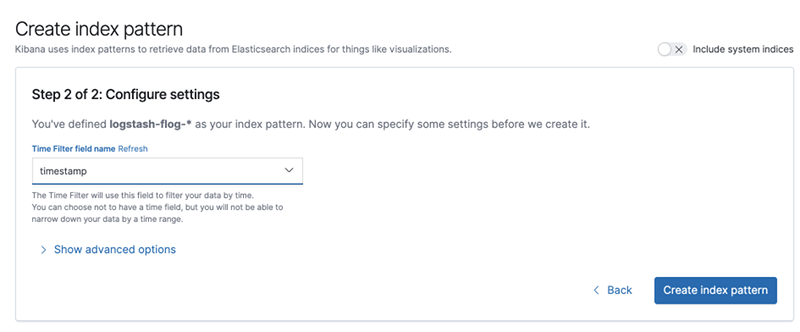 Create index pattern
Kibana uses index patterns to retrieve data from Elasticsearch indices for things like visualizations.
Include system indices
Step 2 of 2: Configure settings
You've defined logstash-flog-* as your index pattern. Now you can specify some settings before we create it.
Time Filter field name Refresh
timestamp
The Time Filter will use this field to filter your data by time.
You can choose not to have a time field, but you will not be able to
narrow down your data by a time range.
Show advanced options
Back
Create index pattern